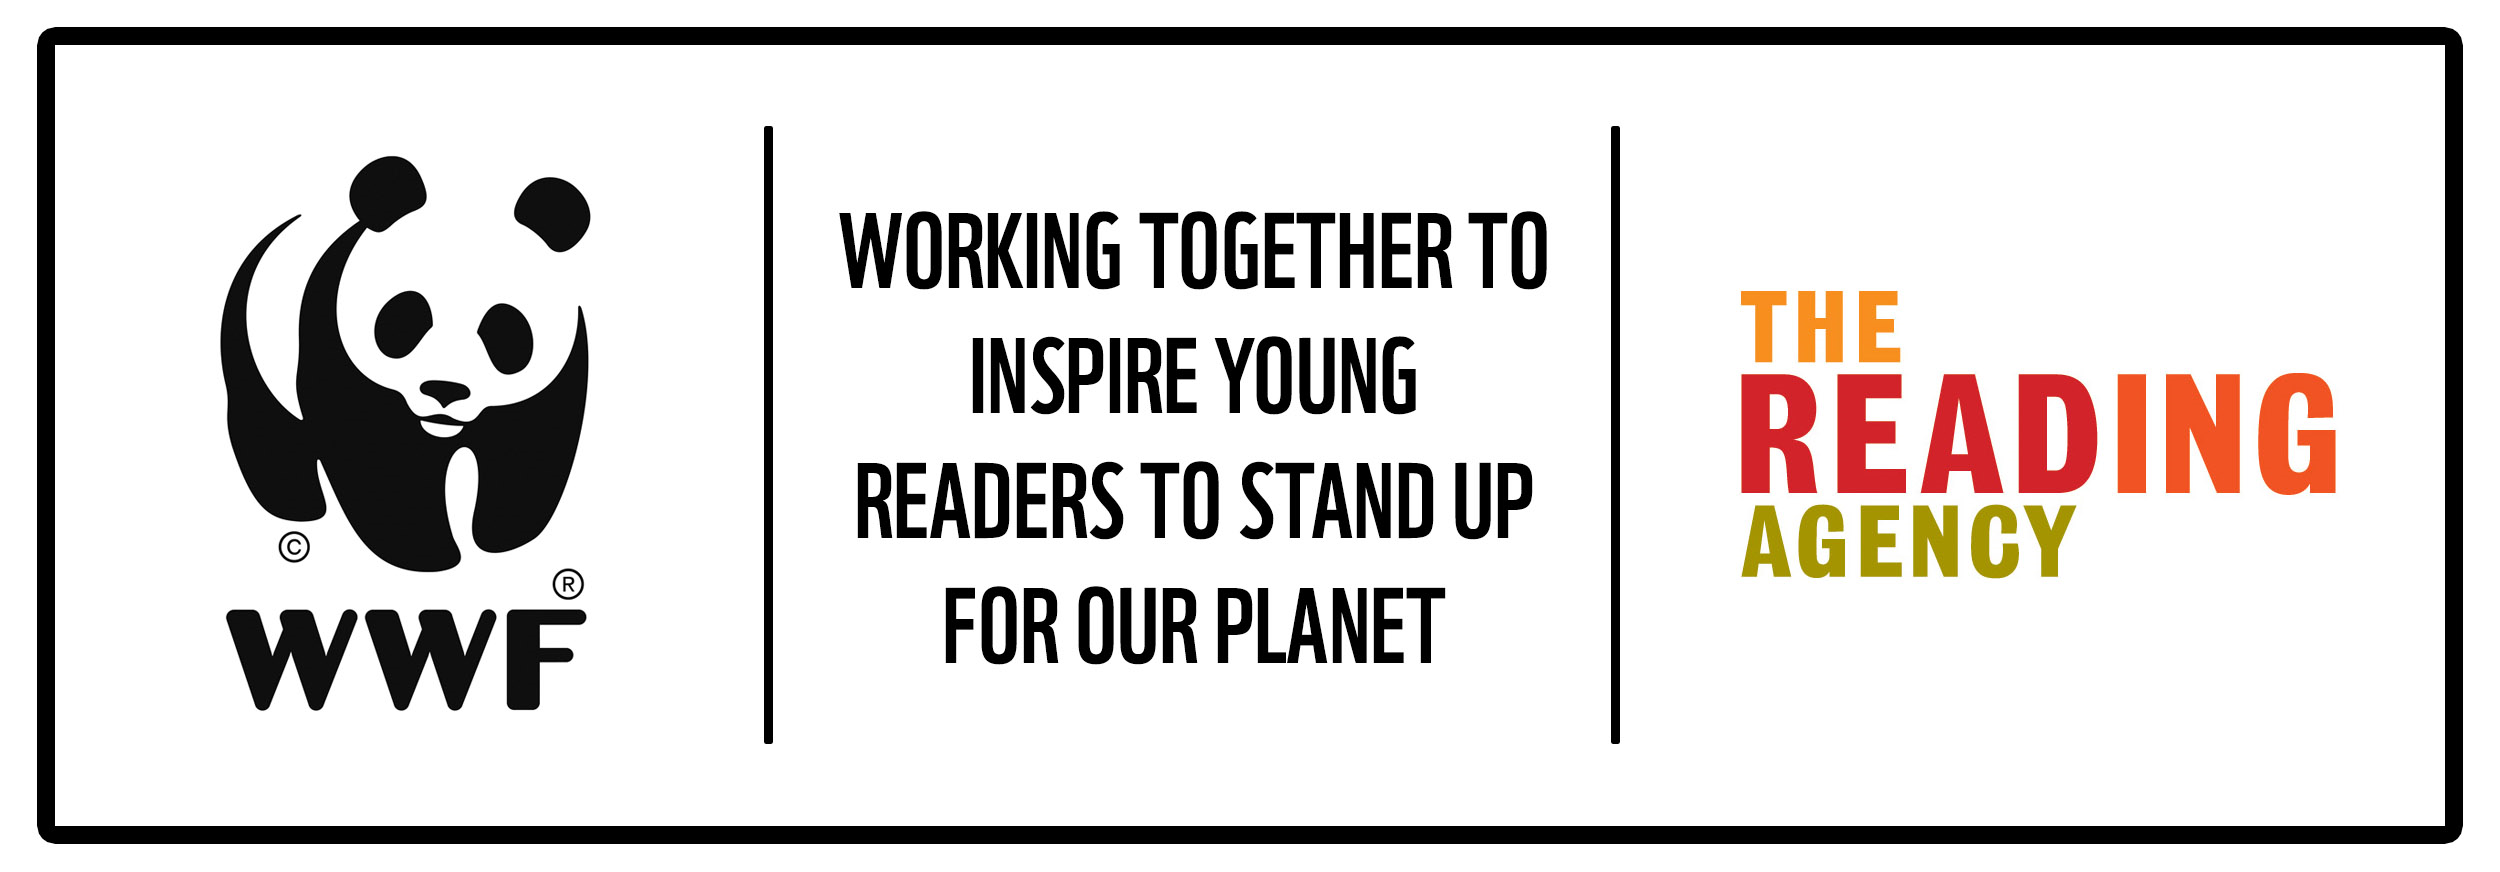 ©
®
WWF
WORKING TOGETHER TO
INSPIRE YOUNG
READERS TO STAND UP
FOR OUR PLANET
THE
READING
AGENCY